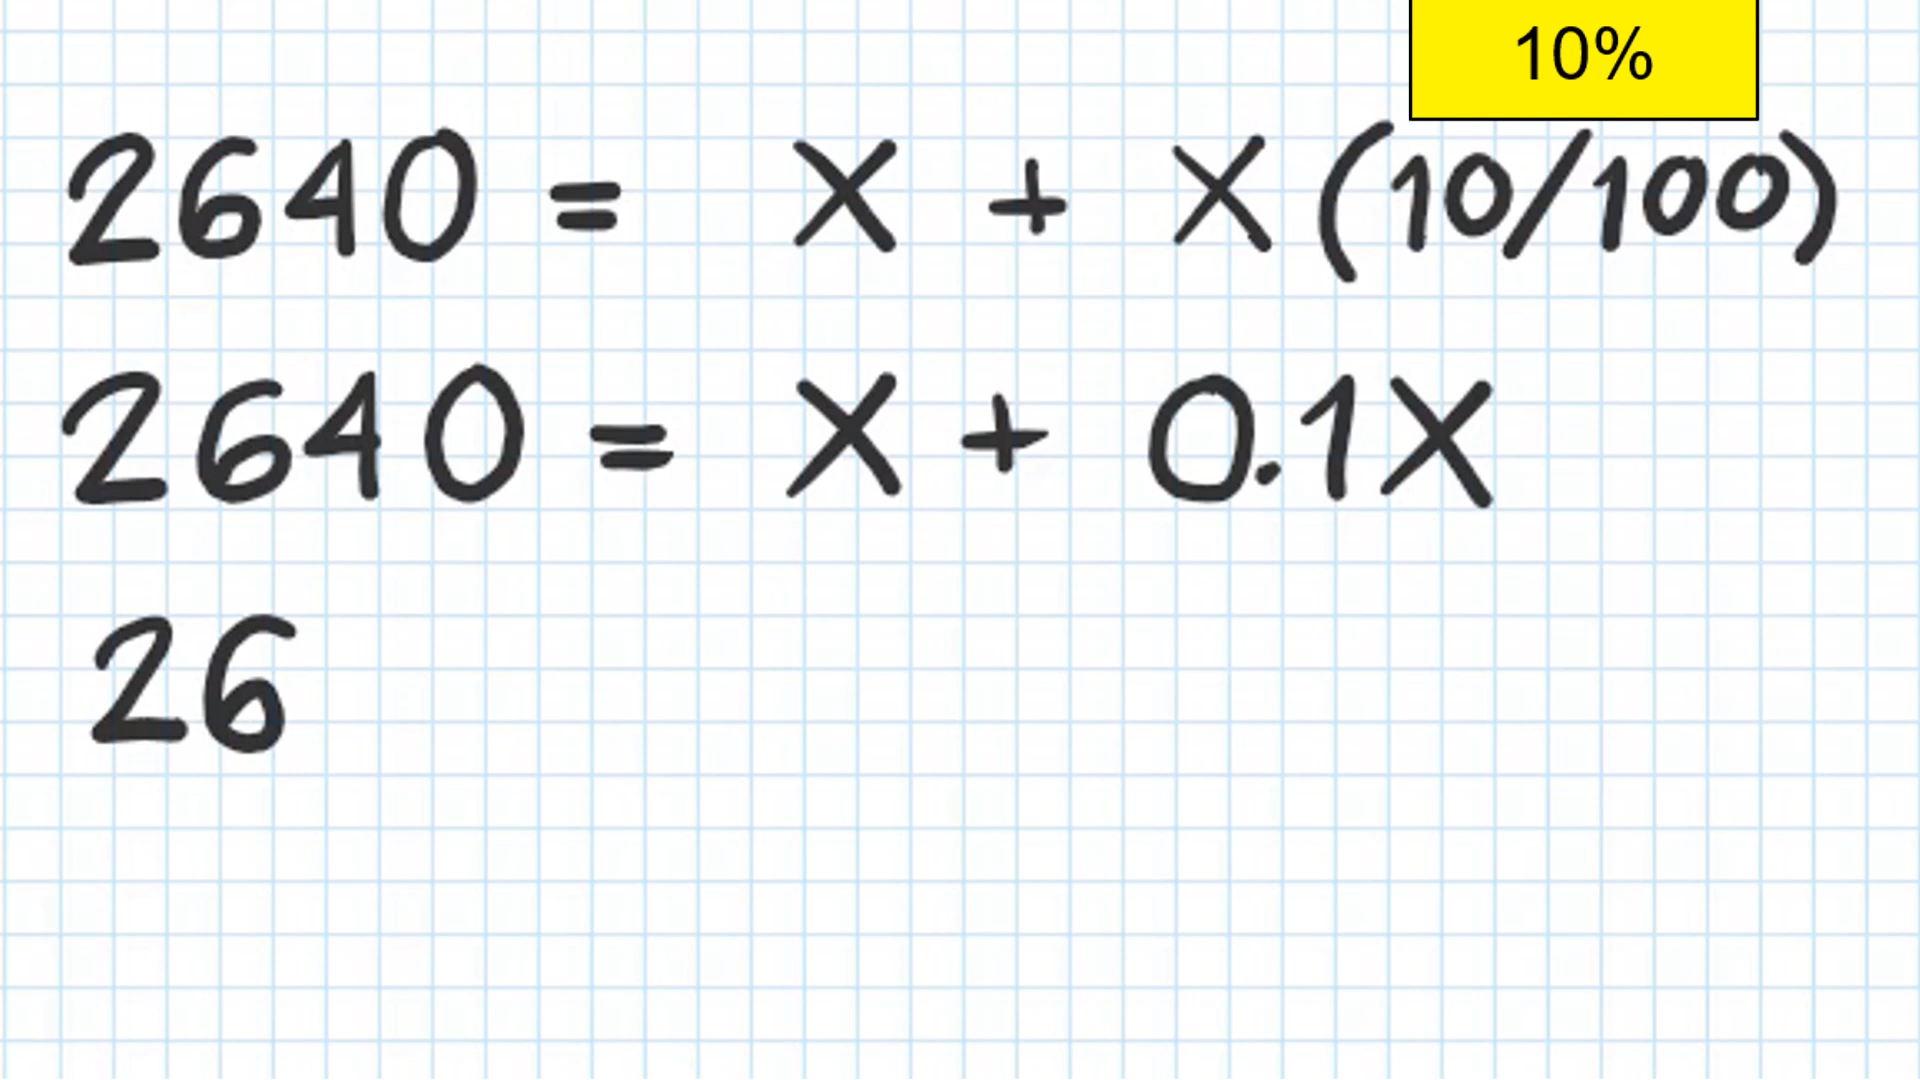 10%
2640 = X + X (10/100)
2640 = X + 0.1X
26